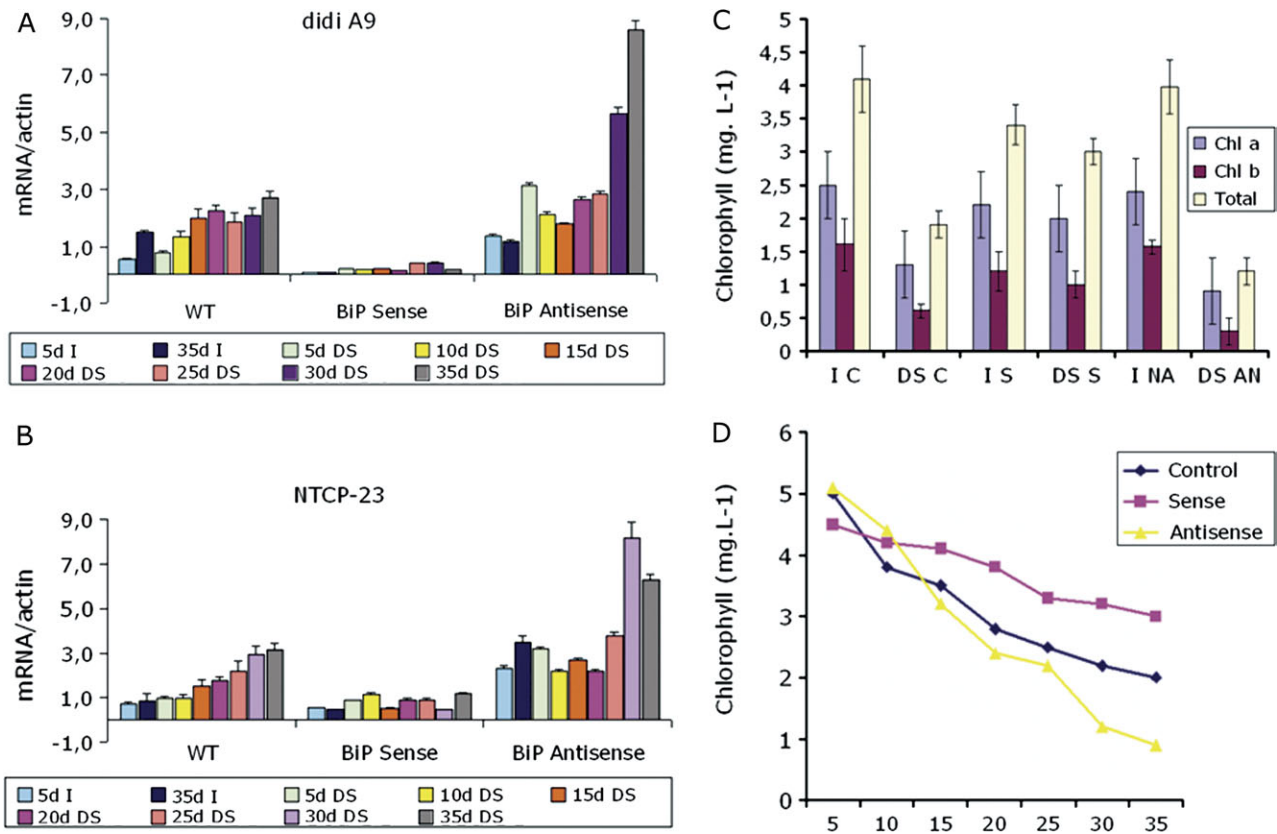 A
didi A9
mRNA/actin
9,0
7,0
5,0
3,0
1,0
-1,0
WT BiP Sense BiP Antisense
5d I 35d I 5d DS 10d DS 15d DS
20d DS 25d DS 30d DS 35d DS
B
NTCP-23
mRNA/actin
9,0
7,0
5,0
3,0
1,0
-1,0
WT BiP Sense BiP Antisense
5d I 35d I 5d DS 10d DS 15d DS
20d DS 25d DS 30d DS 35d DS
C
Chlorophyll (mg. L-1)
5
4,5
4
3,5
3
2,5
2
1,5
1
0,5
0
Chl a
Chl b
Total
I C DS C I S DS S I NA DS AN
D
Chlorophyll (mg.L-1)
6
5
4
3
2
1
0
Control
Sense
Antisense
5 10 15 20 25 30 35